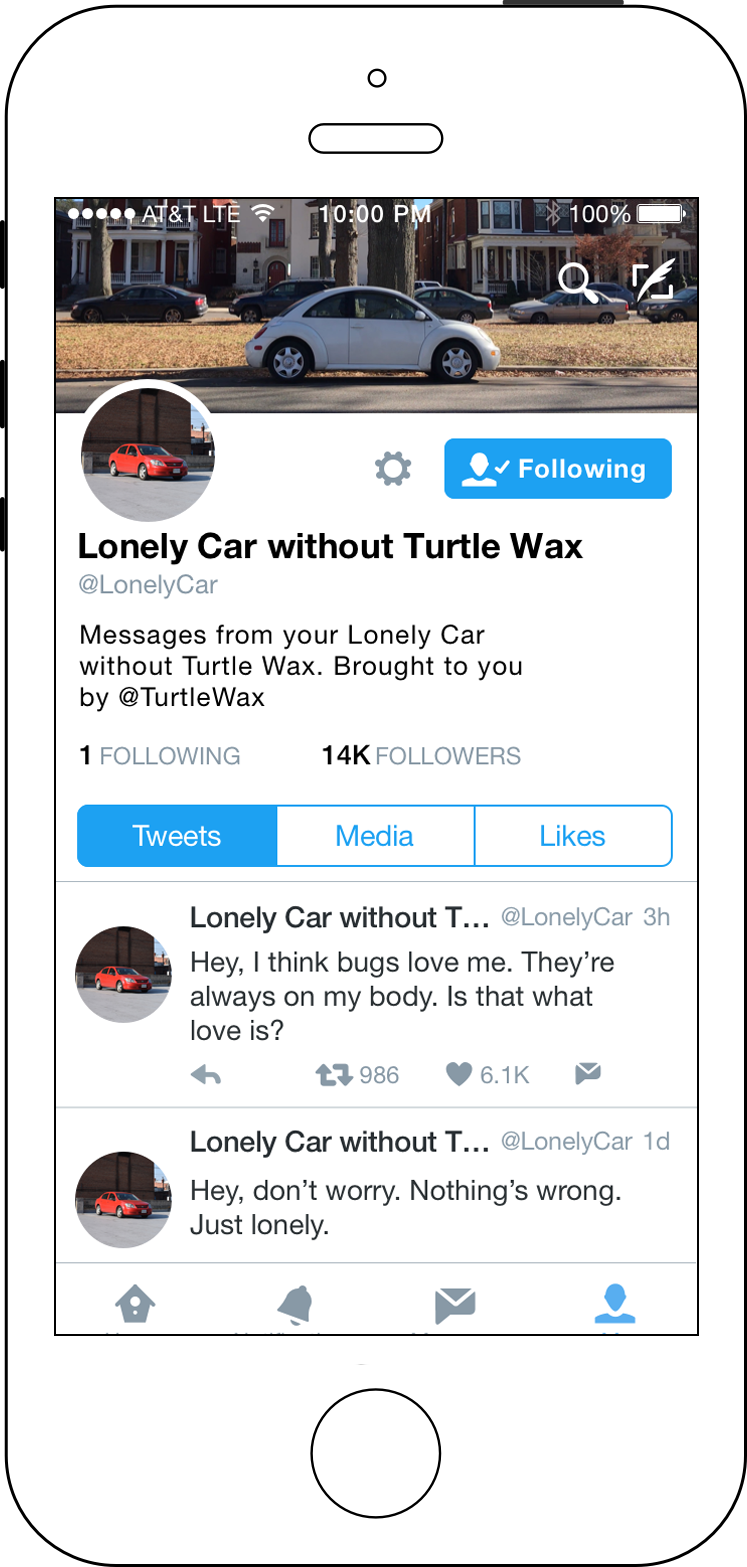 AT&T LTE 10:00 PM 100%
Following
Lonely Car without Turtle Wax
@LonelyCar
Messages from your Lonely Car
without Turtle Wax. Brought to you
by @TurtleWax
1 FOLLOWING 14K FOLLOWERS
Tweets Media Likes
Lonely Car without T... @LonelyCar 3h
Hey, I think bugs love me. They’re
always on my body. Is that what
love is?
986 6.1K
Lonely Car without T... @LonelyCar 1d
Hey, don’t worry. Nothing’s wrong.
Just lonely.